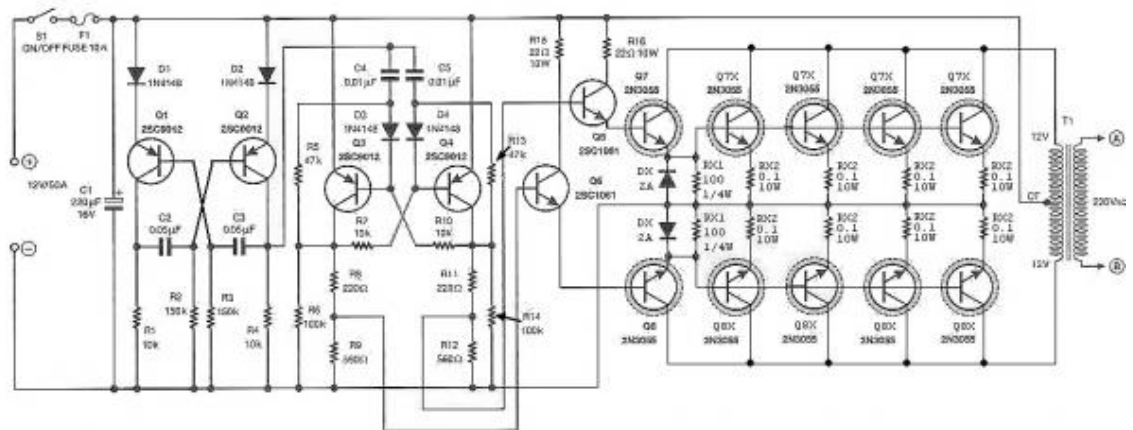 S1
ON/OFF
F1
FUSE 10A
D1
1N4148
D2
1N4148
Q1
2SC9012
Q2
2SC9012
12V/50A
C1
220µF
16V
C2
0.05µF
C3
0.05µF
R1
10k
R2
150k
R3
150k
R4
10k
C4
0.01µF
C5
0.01µF
D3
1N4148
D4
1N4148
Q3
2SC9012
Q4
2SC9012
R5
47k
R13
47k
R7
10k
R10
10k
R8
220Ω
R11
220Ω
R6
100k
R14
100k
R9
560Ω
R12
560Ω
R15
22Ω
10W
R16
22Ω 10W
2SC1061
Q6
2SC1061
Q7
2N3055
Q7X
2N3055
Q7X
2N3055
Q7X
2N3055
Q7X
2N3055
DX
2A
RX1
100
1/4W
RX2
0.1
10W
RX2
0.1
10W
RX2
0.1
10W
RX2
0.1
10W
DX
2A
RX1
100
1/4W
RX2
0.1
10W
RX2
0.1
10W
RX2
0.1
10W
RX2
0.1
10W
2N3055
Q8X
2N3055
Q8X
2N3055
Q8X
2N3055
Q8X
2N3055
T1
12V
CT
12V
220Vac
A
B